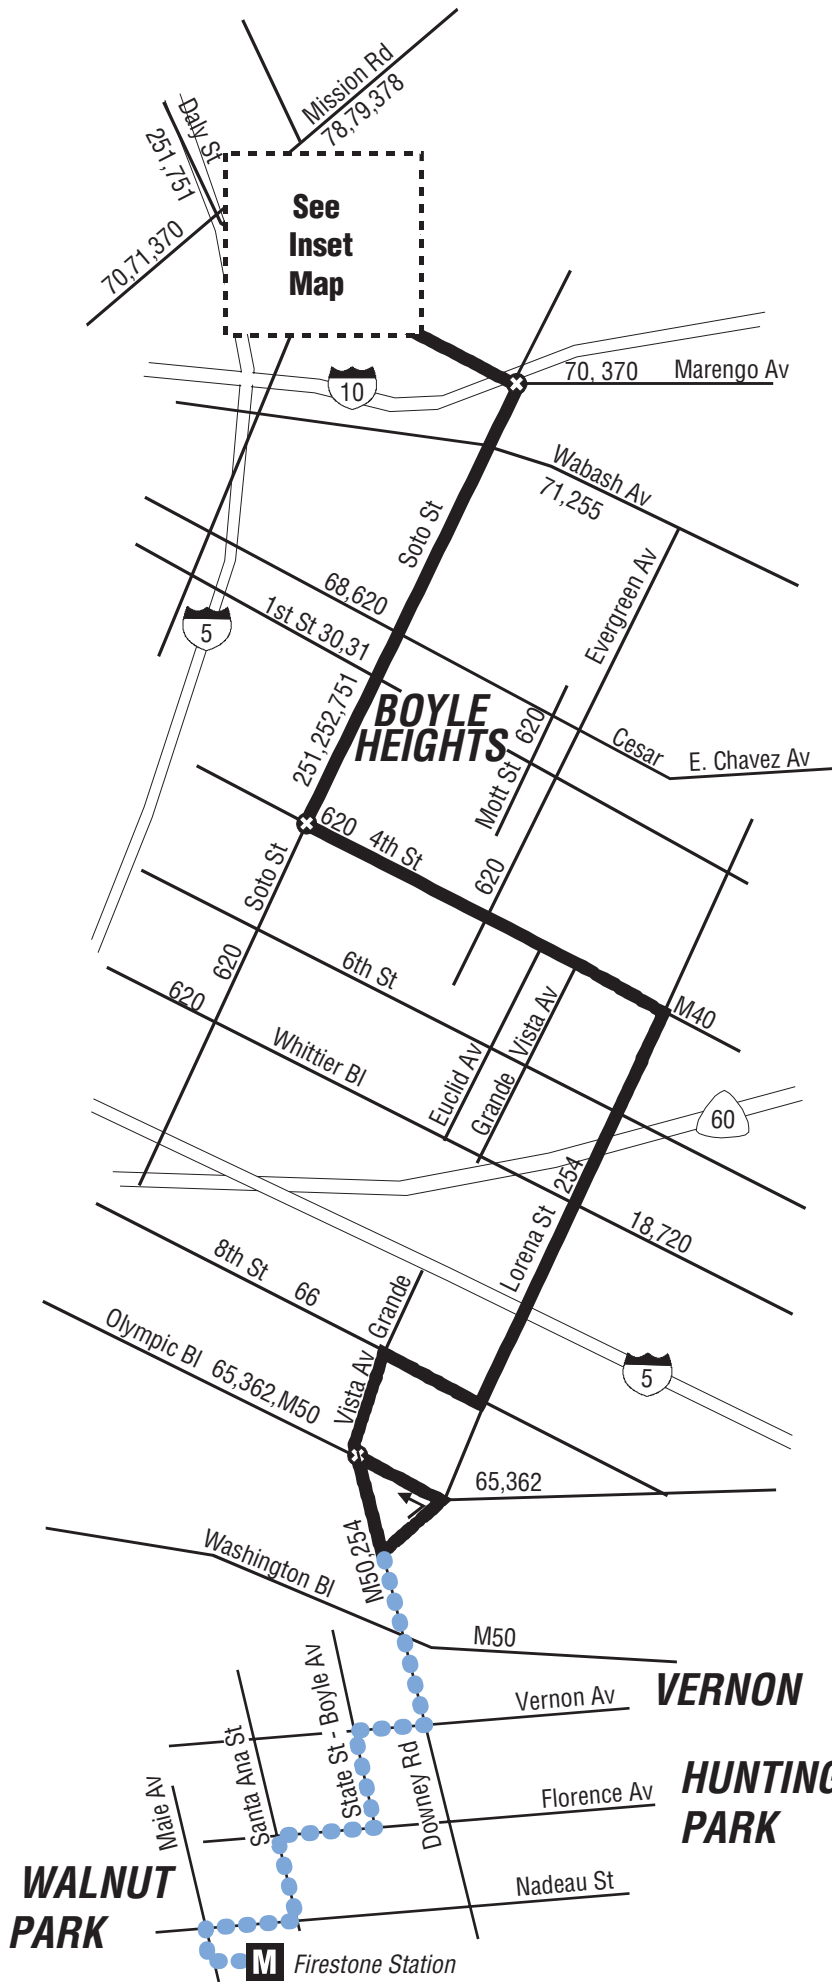 Mission Rd
78,79,378
Daly St
251,751
70,71,370
See
Inset
Map
10
70, 370
Marengo Av
Wabash Av
71,255
Soto St
Evergreen Av
68,620
1st St 30,31
5
251,252,751
BOYLE
HEIGHTS
620
Mott St
Cesar
E. Chavez Av
620
4th St
620
Soto St
620
6th St
620
Whittier Bl
Euclid Av
Grande
Vista Av
M40
60
254
Lorena St
18,720
8th St
66
Grande
Vista Av
Olympic Bl
65,362,M50
5
65,362
M50,254
Washington Bl
M50
VERNON
Vernon Av
State St - Boyle Av
Santa Ana St
Maie Av
Downey Rd
Florence Av
HUNTING
PARK
Nadeau St
WALNUT
PARK
M
Firestone Station